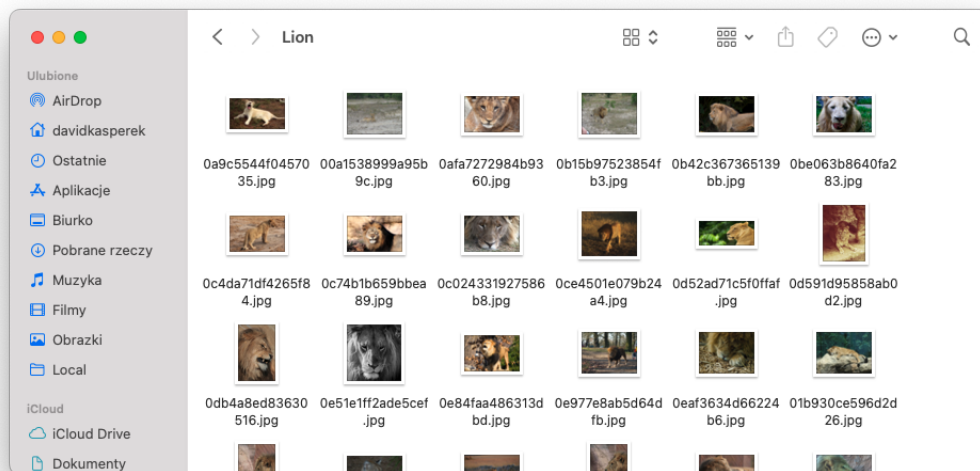 Lion
Ulubione
AirDrop
davidkasperek
Ostatnie
Aplikacje
Biurko
Pobrane rzeczy
Muzyka
Filmy
Obrazki
Local
iCloud
iCloud Drive
Dokumenty
0a9c5544f04570
35.jpg
00a1538999a95b
9c.jpg
0afa7272984b93
60.jpg
0b15b97523854f
b3.jpg
0b42c367365139
bb.jpg
0be063b8640fa2
83.jpg
0c4da71df4265f8
4.jpg
0c74b1b659bbea
89.jpg
0c024331927586
b8.jpg
0ce4501e079b24
a4.jpg
0d52ad71c5f0ffaf
.jpg
0d591d95858ab0
d2.jpg
0db4a8ed83630
516.jpg
0e51e1ff2ade5cef
.jpg
0e84faa486313d
bd.jpg
0e977e8ab5d64d
fb.jpg
0eaf3634d66224
b6.jpg
01b930ce596d2d
26.jpg